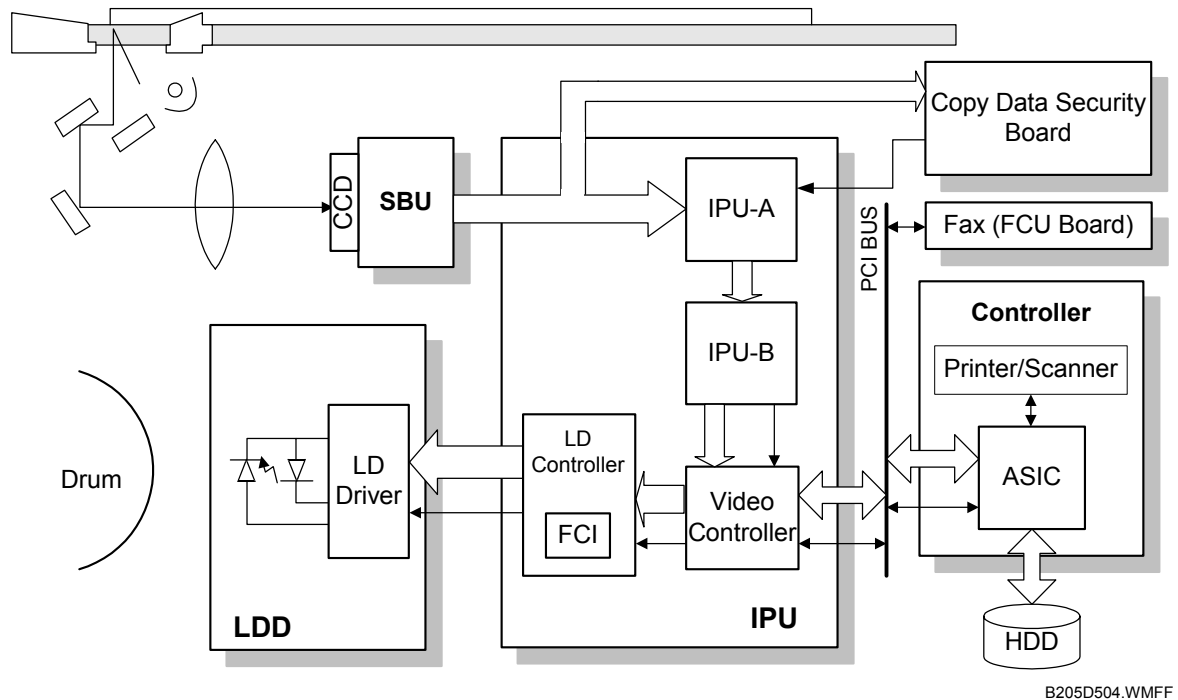 Copy Data Security
Board
CCD
SBU
IPU-A
PCI BUS
Fax (FCU Board)
Controller
IPU-B
Printer/Scanner
LD
Controller
LD
Driver
Drum
Video
Controller
ASIC
FCI
LDD
IPU
HDD
B205D504.WMFF